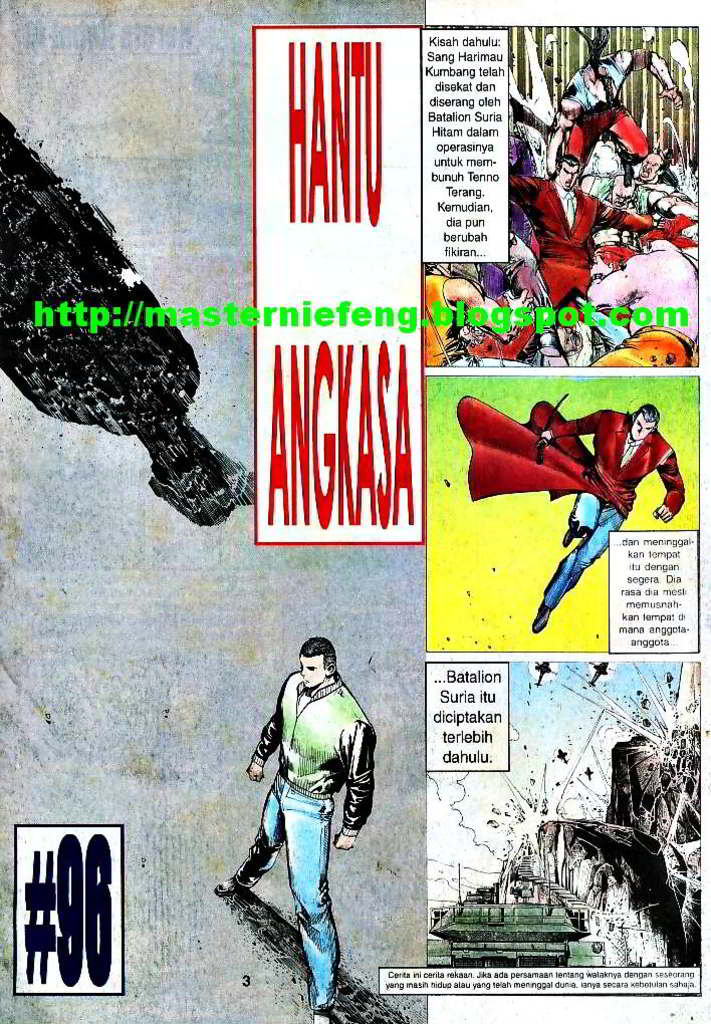 HANTU
ANGKASA
Kisah dahulu:
Sang Harimau
Kumbang telah
disekat dan
diserang oleh
Batalion Suria
Hitam dalam
operasinya
untuk mem-
bunuh Tenno
Terang.
Kemudian,
dia pun
berubah
fikiran...
http://masterniefeng.blogspot.com
...dan meninggal-
kan tempat
itu dengan
segera. Dia
rasa dia mesti
memusnah-
kan tempat di
mana anggota-
anggota...
...Batalion
Suria itu
diciptakan
terlebih
dahulu.
#96
3
Cerita ini cerita rekaan. Jika ada persamaan tentang wataknya dengan seseorang
yang masih hidup atau yang telah meninggal dunia, ianya secara kebetulan sahaja.